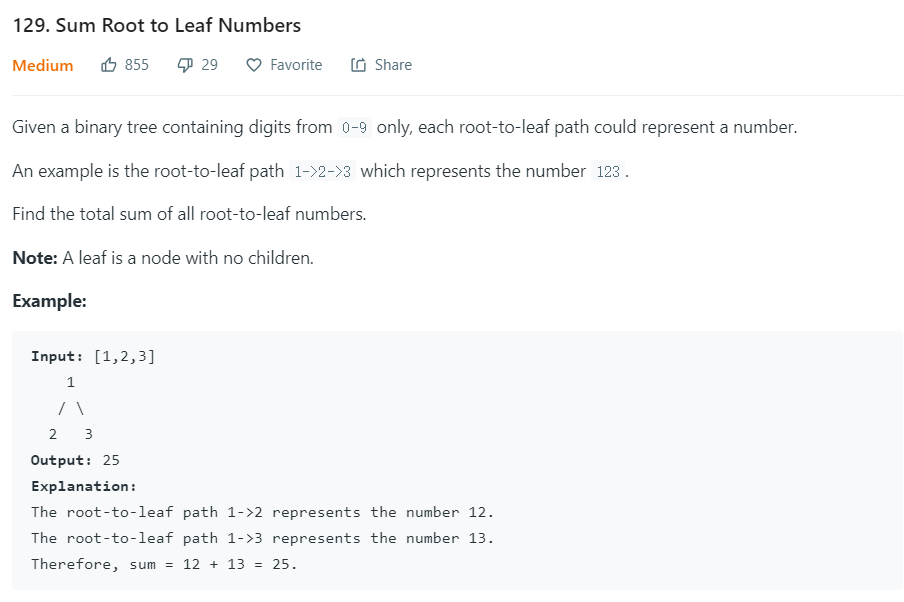 129. Sum Root to Leaf Numbers
Medium 855 29 Favorite Share
Given a binary tree containing digits from 0-9 only, each root-to-leaf path could represent a number.
An example is the root-to-leaf path 1->2->3 which represents the number 123 .
Find the total sum of all root-to-leaf numbers.
Note: A leaf is a node with no children.
Example:
Input: [1,2,3]
1
/ \
2 3
Output: 25
Explanation:
The root-to-leaf path 1->2 represents the number 12.
The root-to-leaf path 1->3 represents the number 13.
Therefore, sum = 12 + 13 = 25.